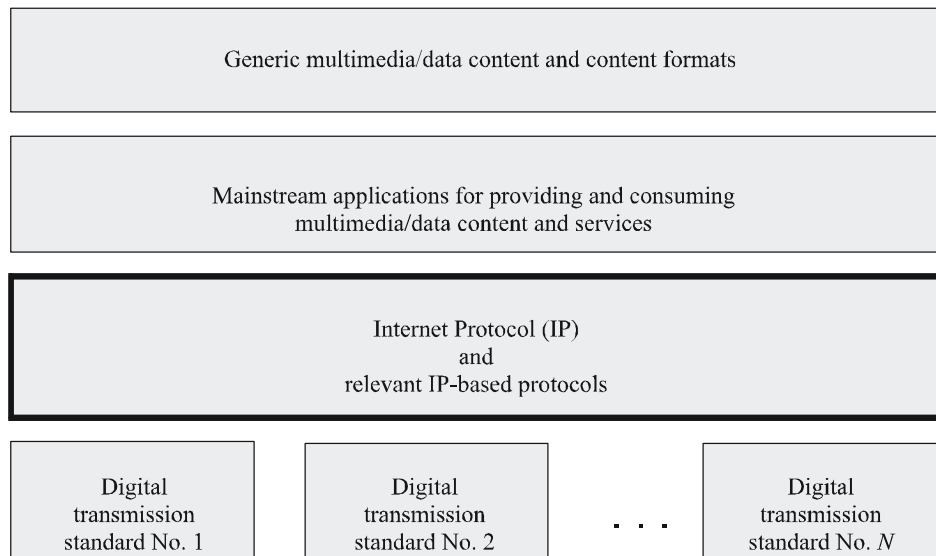 Generic multimedia/data content and content formats
Mainstream applications for providing and consuming
multimedia/data content and services
Internet Protocol (IP)
and
relevant IP-based protocols
Digital
transmission
standard No. 1
Digital
transmission
standard No. 2
. . .
Digital
transmission
standard No. N